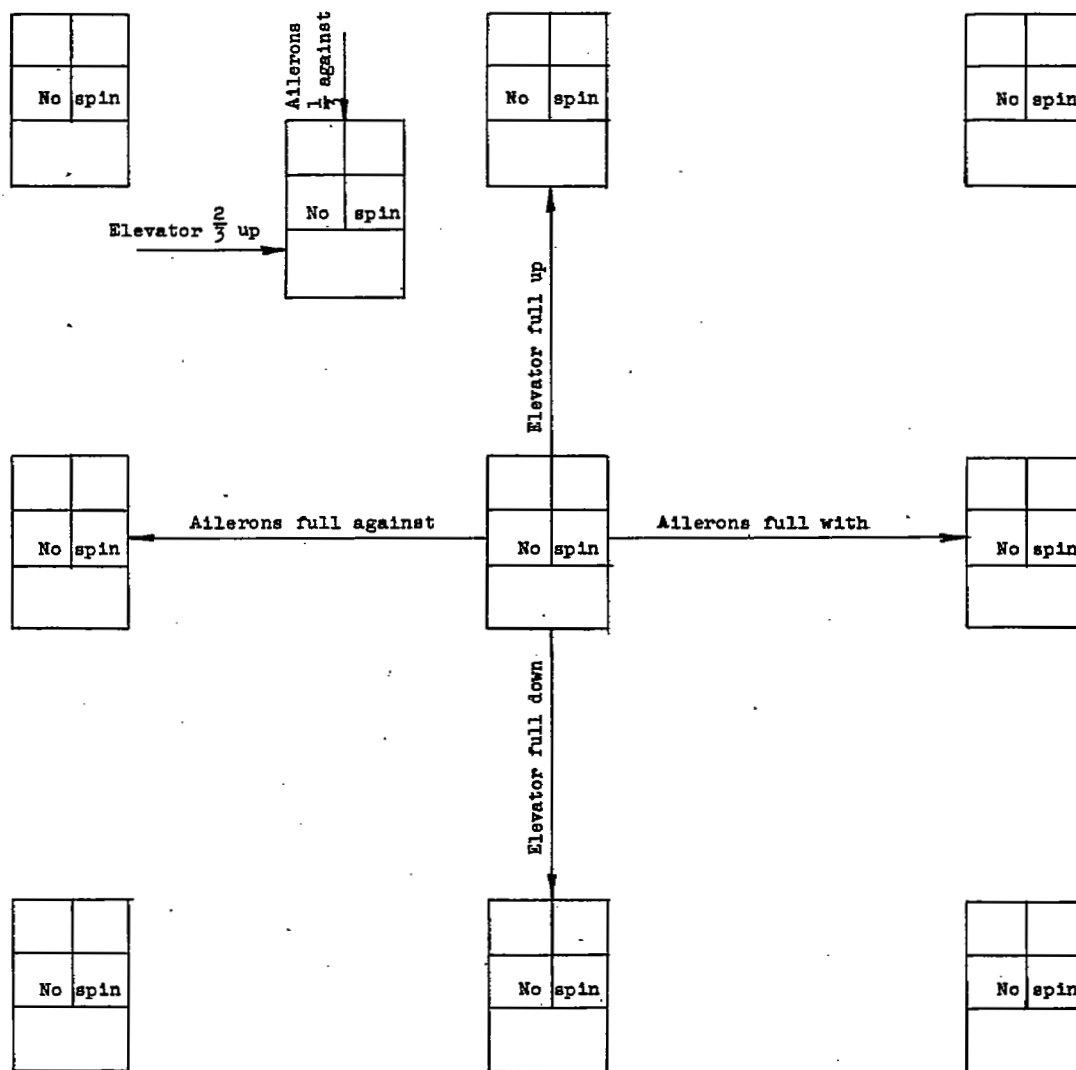 Ailerons
1/3 against
No spin
No spin
No spin
No spin
Elevator 2/3 up
Elevator full up
No spin
Ailerons full against
No spin
Ailerons full with
No spin
Elevator full down
No spin
No spin
No spin